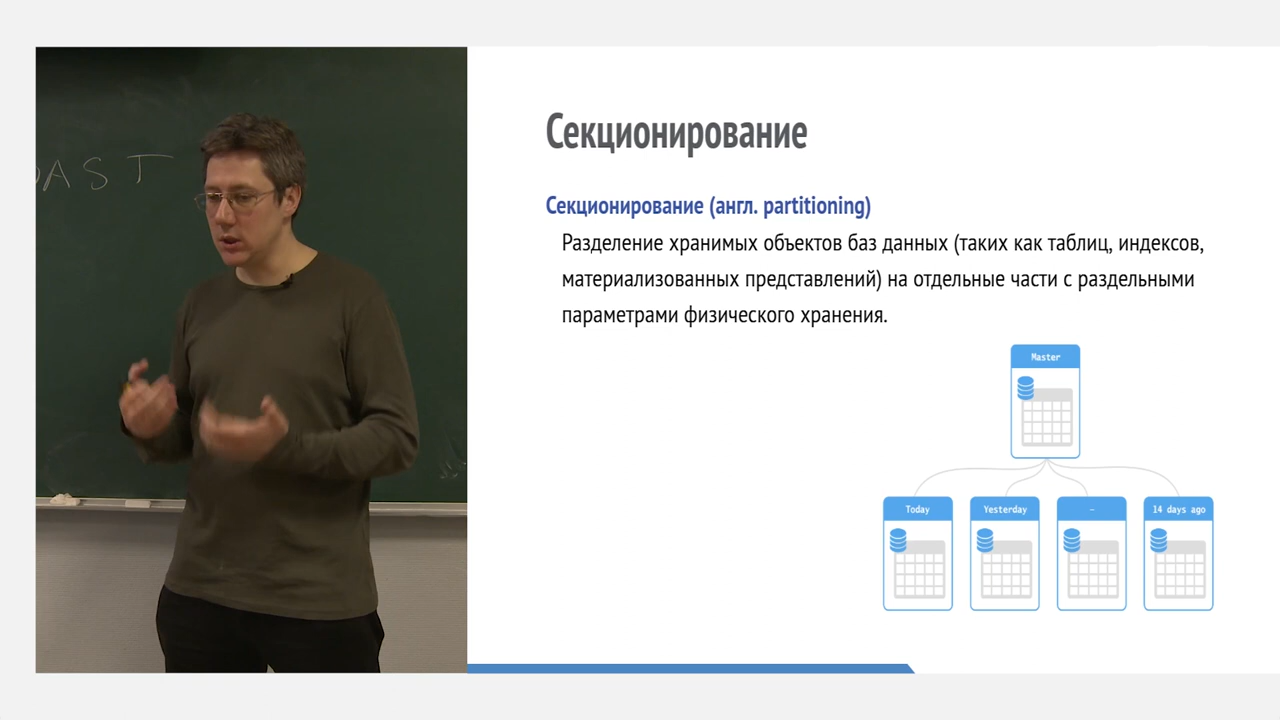 AST
Секционирование
Секционирование (англ. partitioning)
Разделение хранимых объектов баз данных (таких как таблиц, индексов,
материализованных представлений) на отдельные части с раздельными
параметрами физического хранения.
Master
Today
Yesterday
–
14 days ago